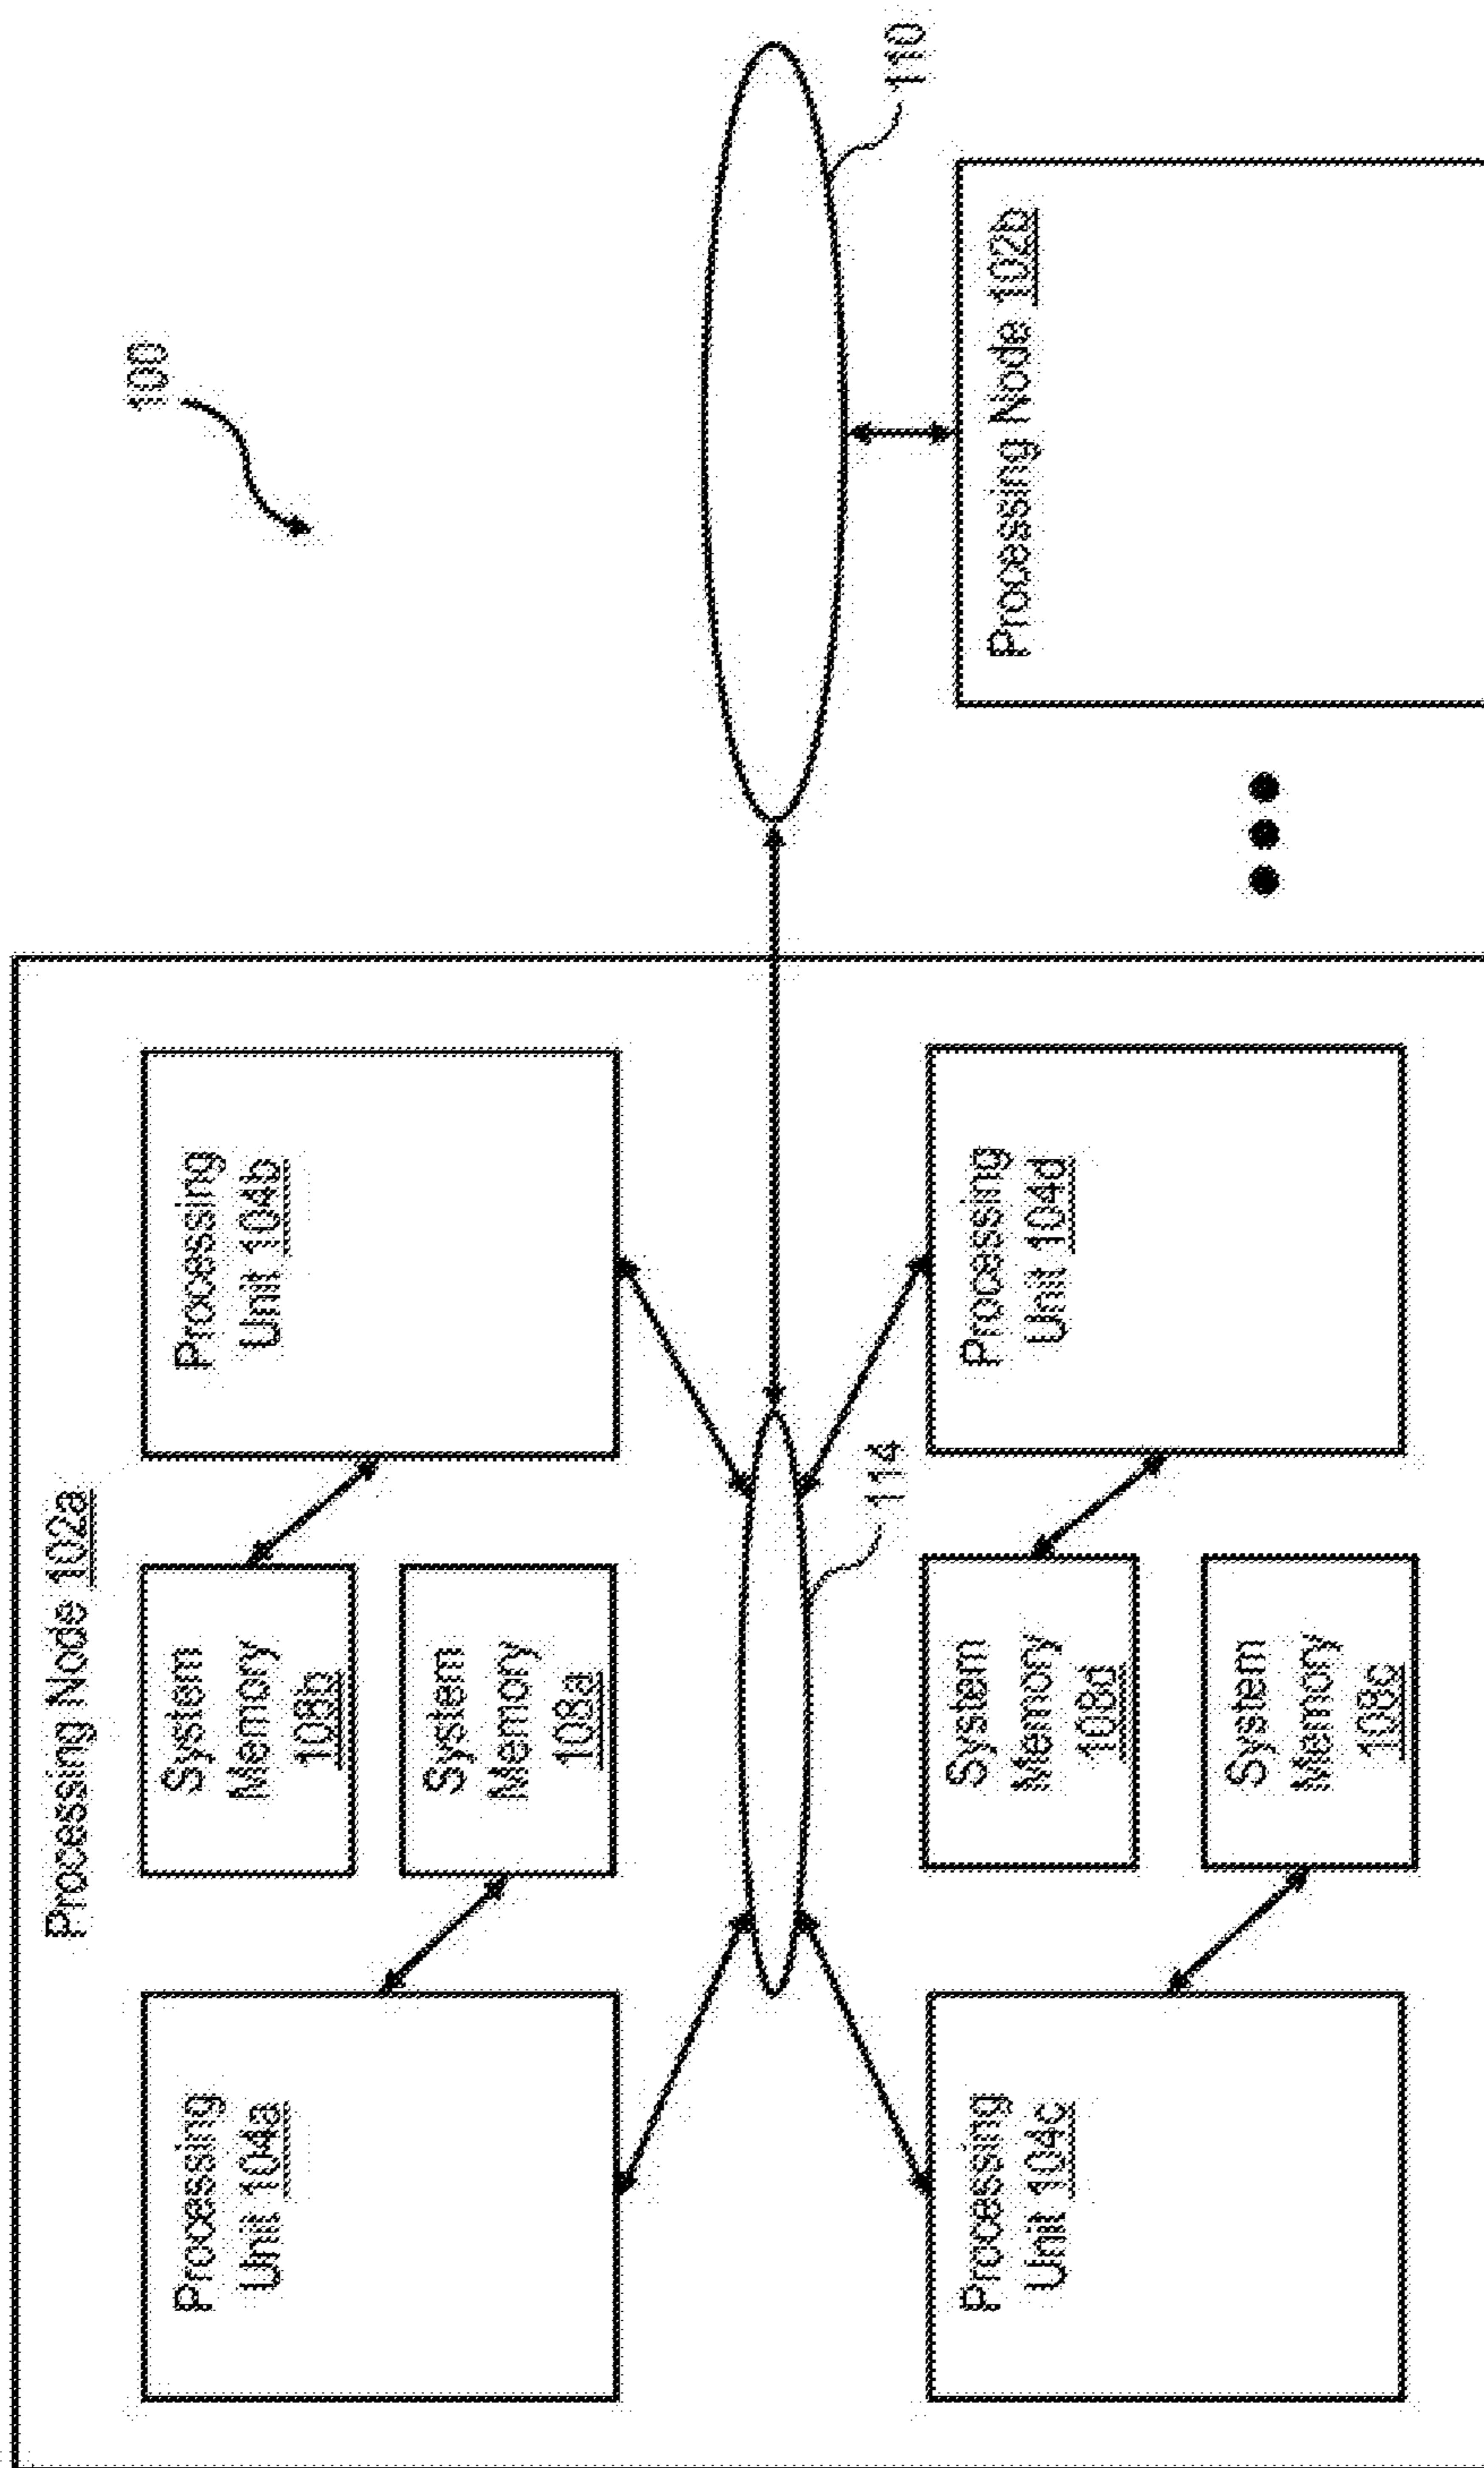 100
Processing Node 102a
Processing
Unit 104a
System
Memory
108b
System
Memory
108a
Processing
Unit 104b
110
114
Processing
Unit 104c
System
Memory
108d
System
Memory
108c
Processing
Unit 104d
Processing Node 102b